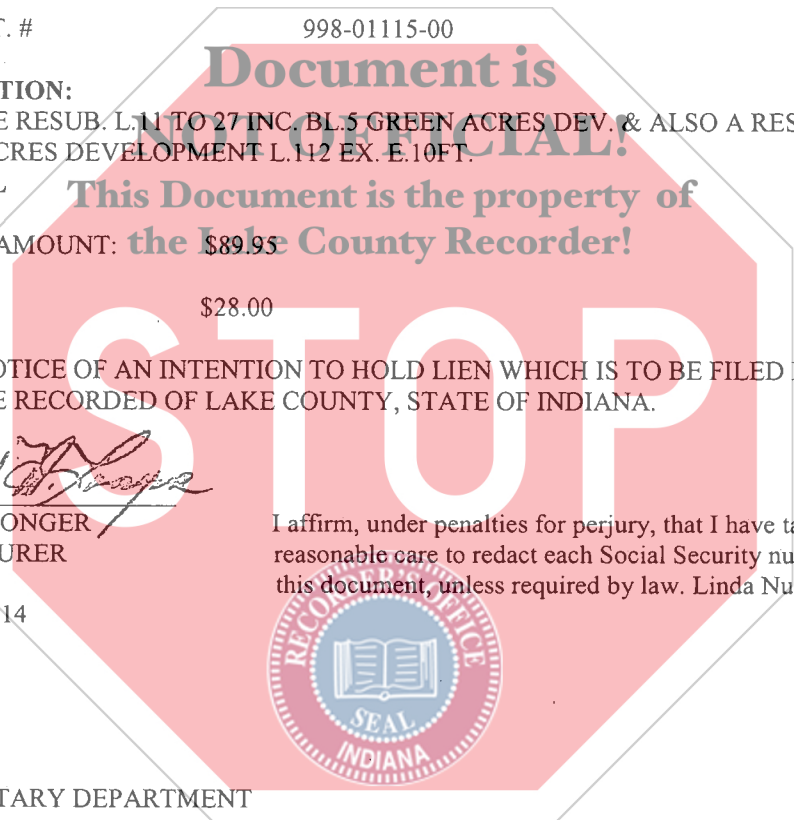 T. # 998-01115-00
Document is
TION:
E RESUB. L.11 TO 27 INC. BL.5 GREEN ACRES DEV. & ALSO A RES
NOT OFFICIAL!
CRES DEVELOPMENT L.112 EX. E.10FT.
L
This Document is the property of
AMOUNT: $89.95
the Lake County Recorder!
$28.00
STOP
OTICE OF AN INTENTION TO HOLD LIEN WHICH IS TO BE FILED
E RECORDED OF LAKE COUNTY, STATE OF INDIANA.
ONGER
URER
I affirm, under penalties for perjury, that I have ta
reasonable care to redact each Social Security nu
this document, unless required by law. Linda Nu
14
RECORDER'S OFFICE
SEAL
INDIANA
TARY DEPARTMENT